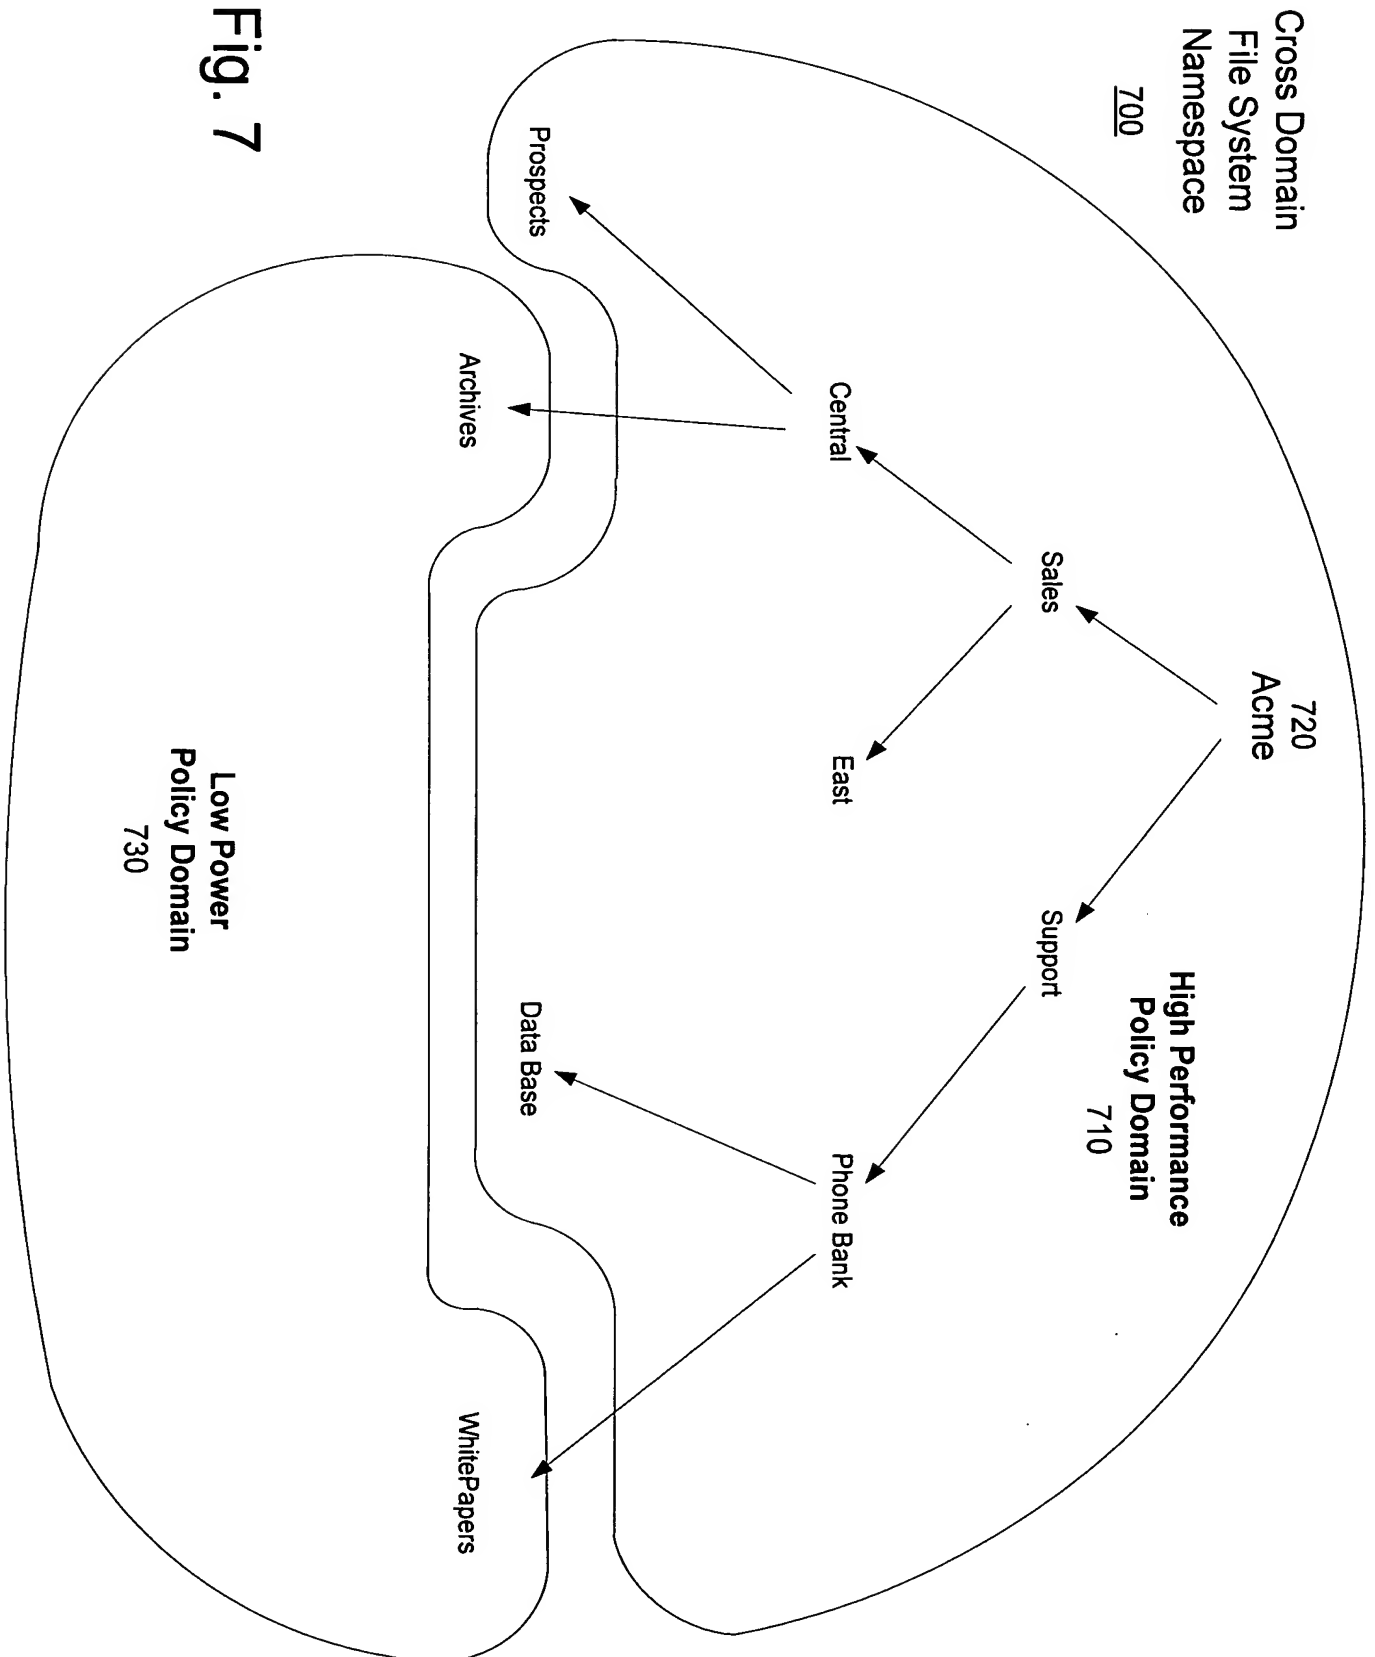 Cross Domain
File System
Namespace
700
720
Acme
High Performance
Policy Domain
710
Sales
Support
Central
East
Phone Bank
Prospects
Data Base
Archives
WhitePapers
Low Power
Policy Domain
730
Fig. 7